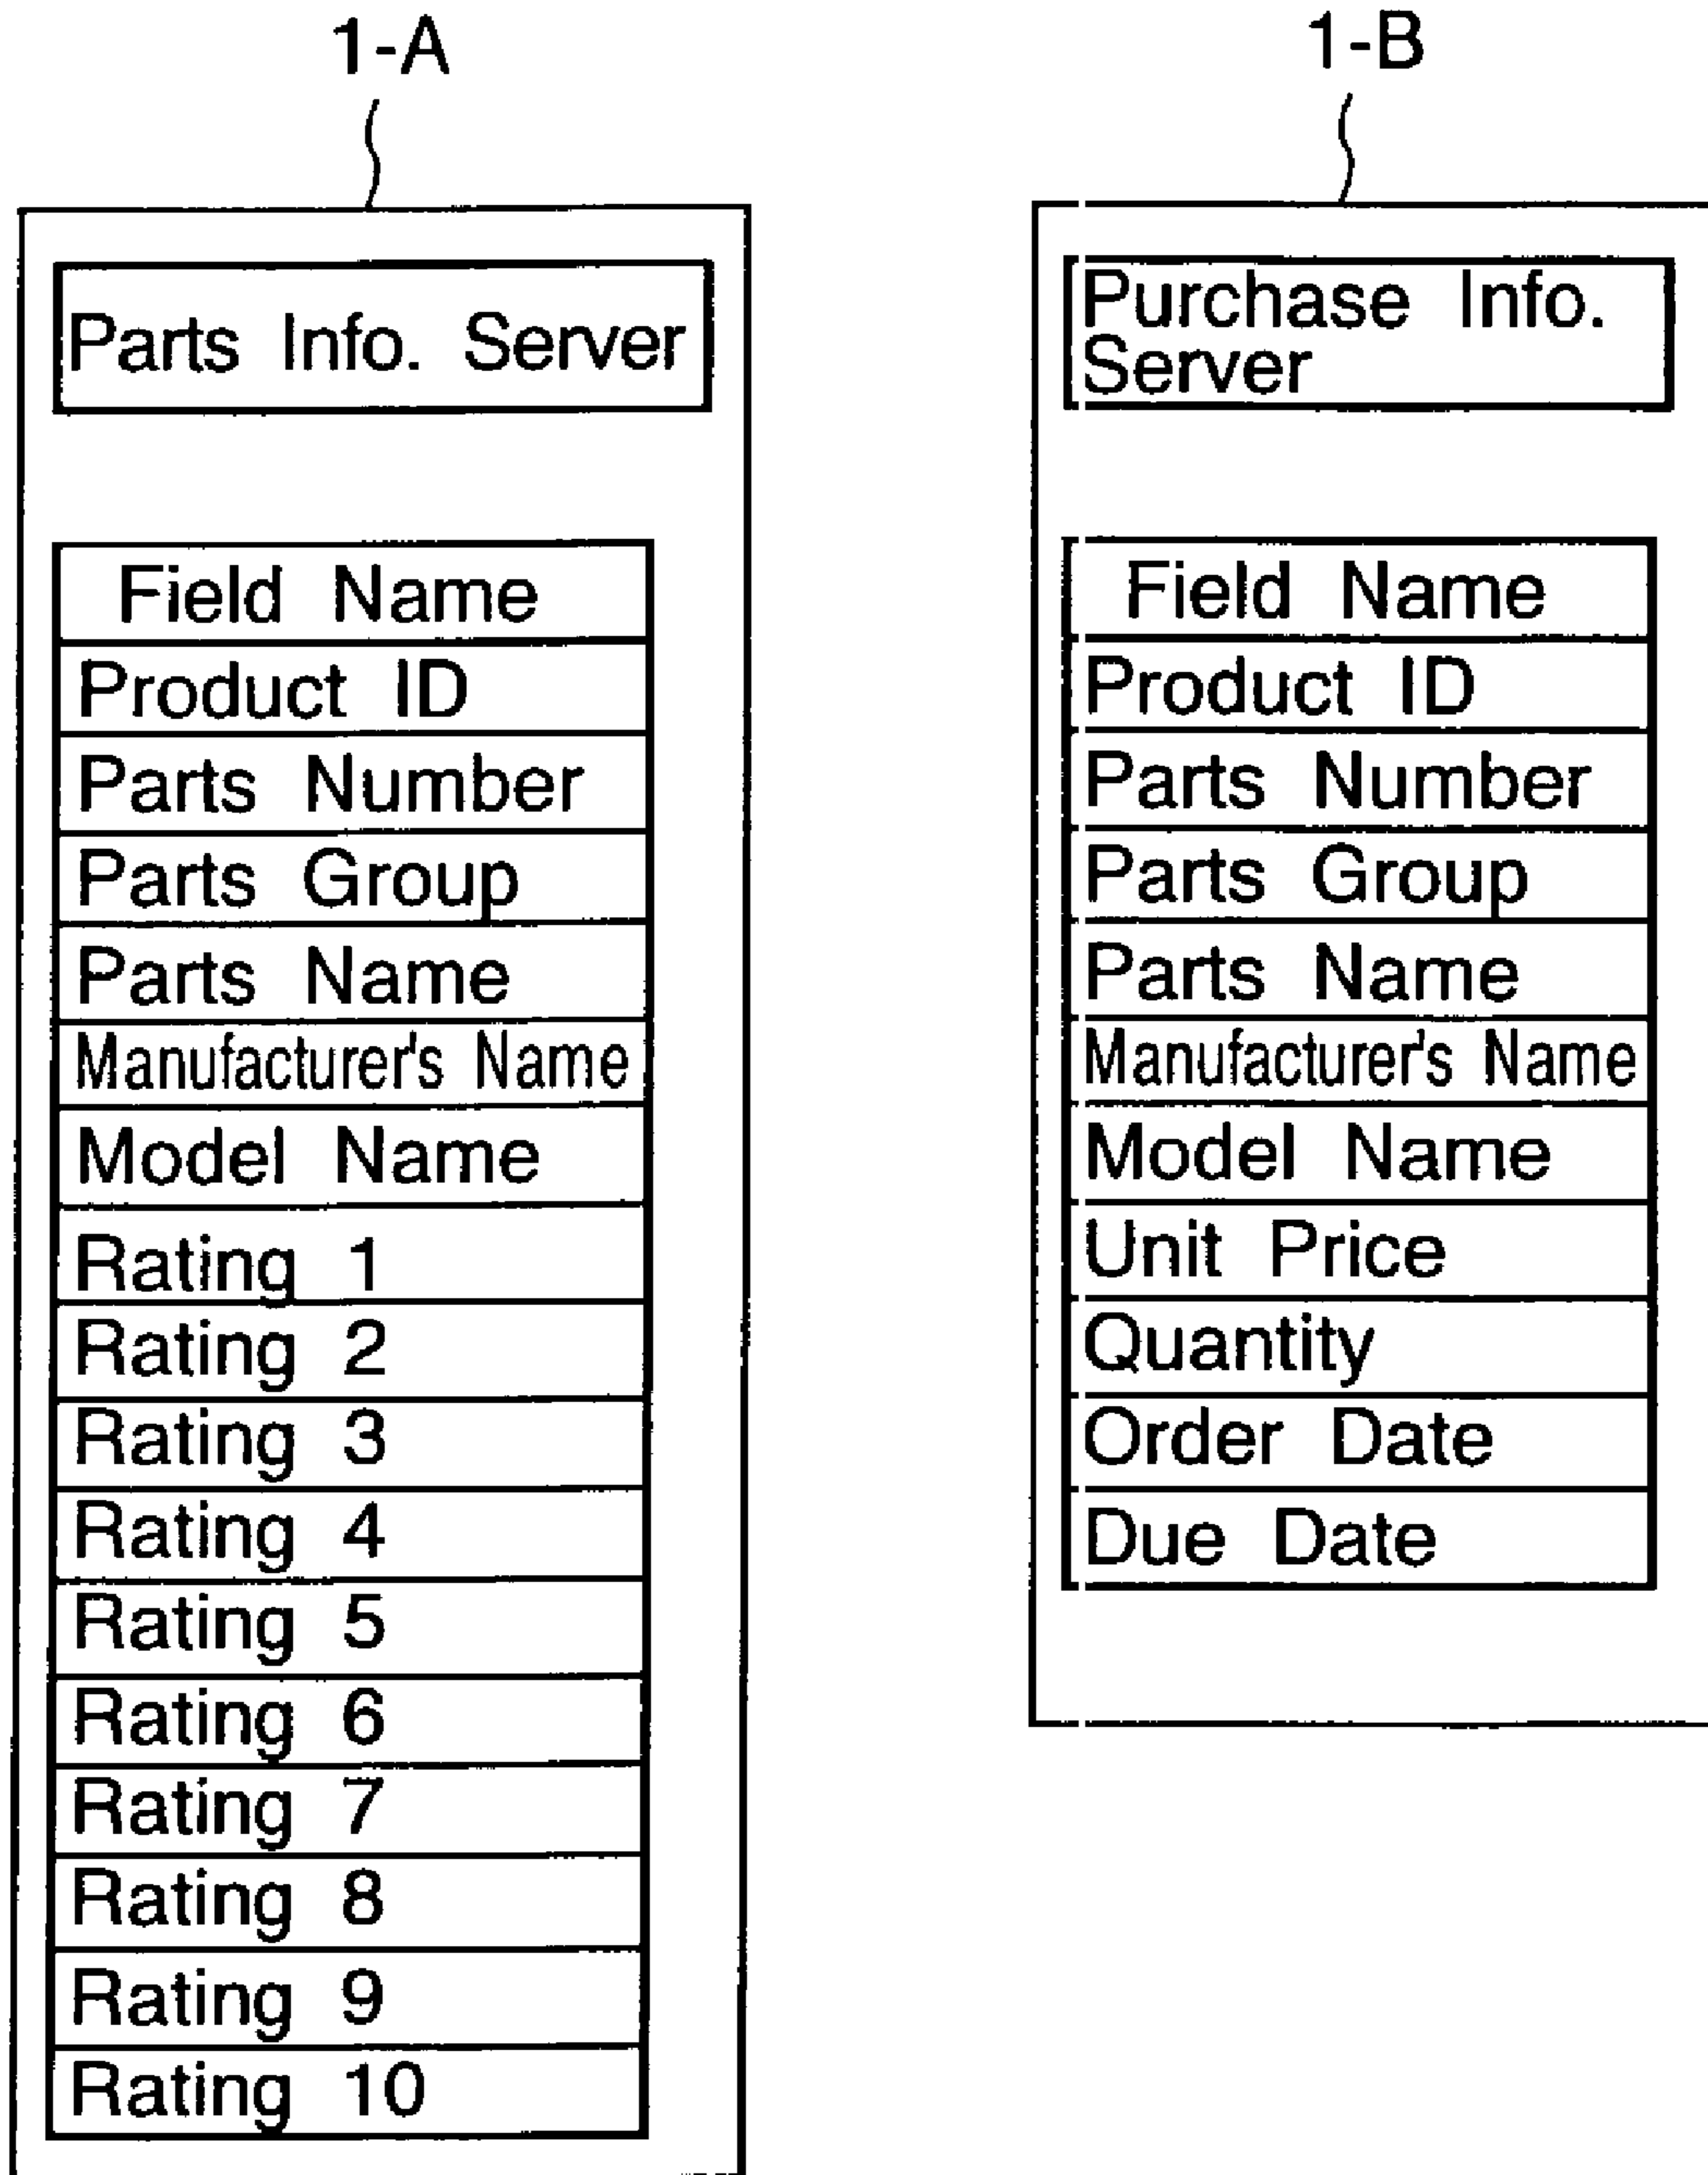 1-A
Parts Info. Server
Field Name
Product ID
Parts Number
Parts Group
Parts Name
Manufacturer's Name
Model Name
Rating 1
Rating 2
Rating 3
Rating 4
Rating 5
Rating 6
Rating 7
Rating 8
Rating 9
Rating 10
1-B
Purchase Info.
Server
Field Name
Product ID
Parts Number
Parts Group
Parts Name
Manufacturer's Name
Model Name
Unit Price
Quantity
Order Date
Due Date